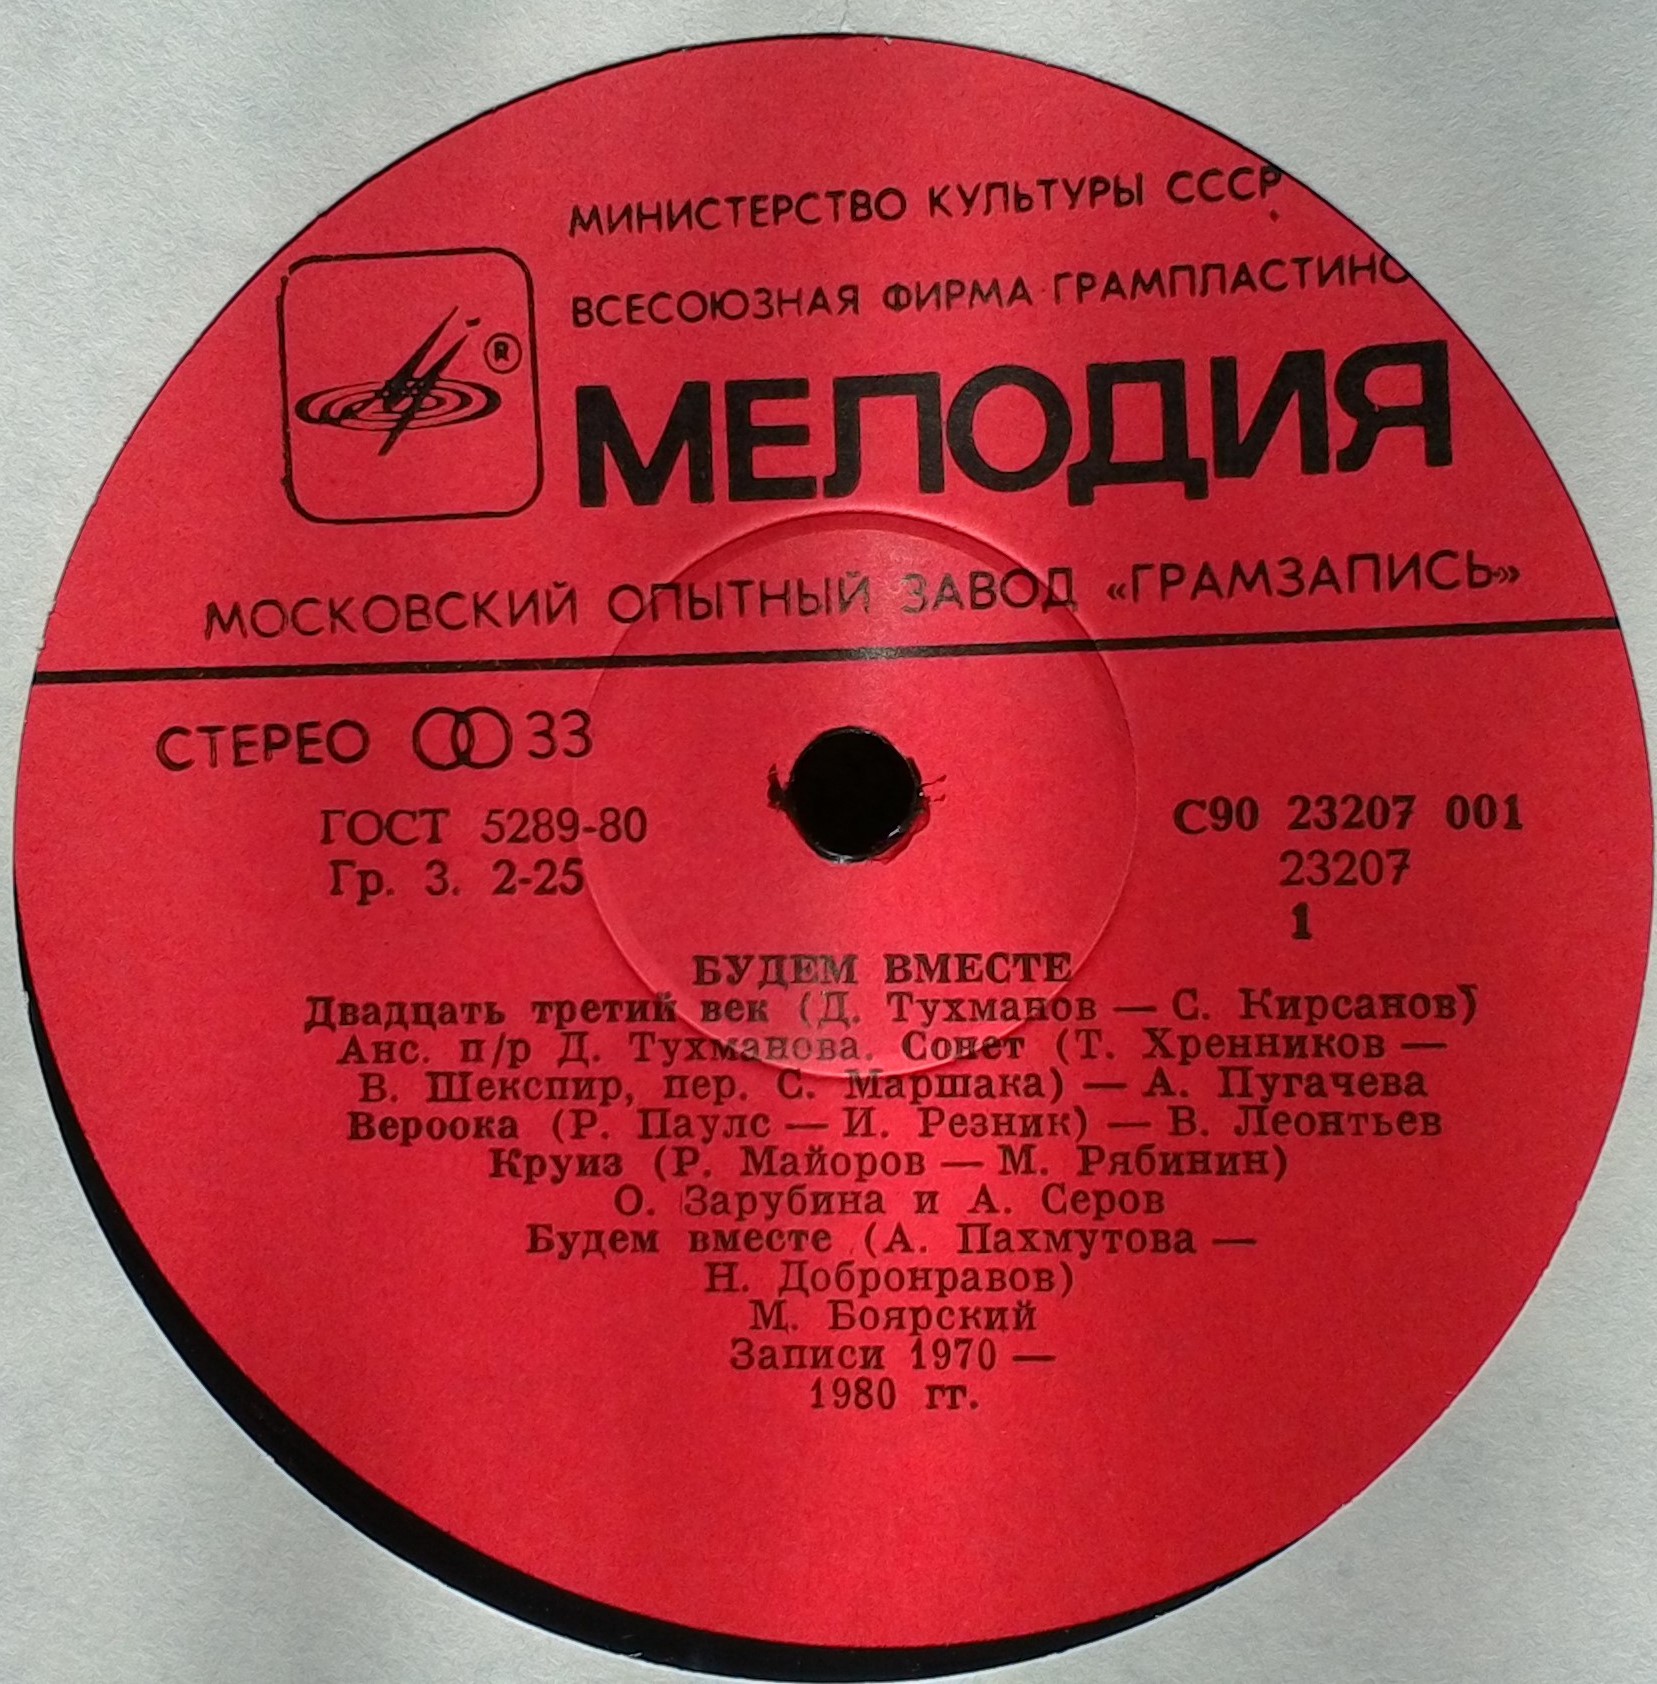 МИНИСТЕРСТВО КУЛЬТУРЫ СССР
ВСЕСОЮЗНАЯ ФИРМА ГРАМПЛАСТИНО
®
МЕЛОДИЯ
МОСКОВСКИЙ ОПЫТНЫЙ ЗАВОД «ГРАМЗАПИСЬ»
СТЕРЕО 33
ГОСТ 5289-80
Гр. 3. 2-25
С90 23207 001
23207
1
БУДЕМ ВМЕСТЕ
Двадцать третий век (Д. Тухманов — С. Кирсанов)
Анс. п/р Д. Тухманова. Сонет (Т. Хренников —
В. Шекспир, пер. С. Маршака) — А. Пугачева
Вероока (Р. Паулс — И. Резник) — В. Леонтьев
Круиз (Р. Майоров — М. Рябинин)
О. Зарубина и А. Серов
Будем вместе (А. Пахмутова —
Н. Добронравов)
М. Боярский
Записи 1970 —
1980 гг.